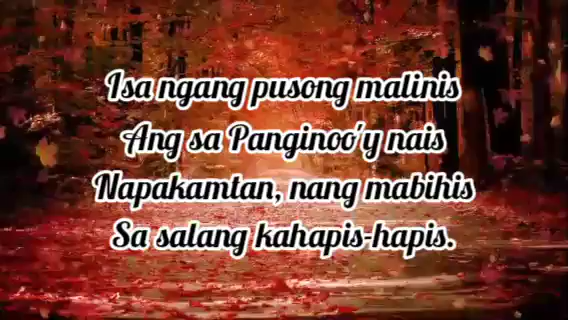 Isa ngang pusong malinis
Ang sa Panginoo'y nais
Napakamtan, nang mabihis
Sa salang kahapis-hapis.